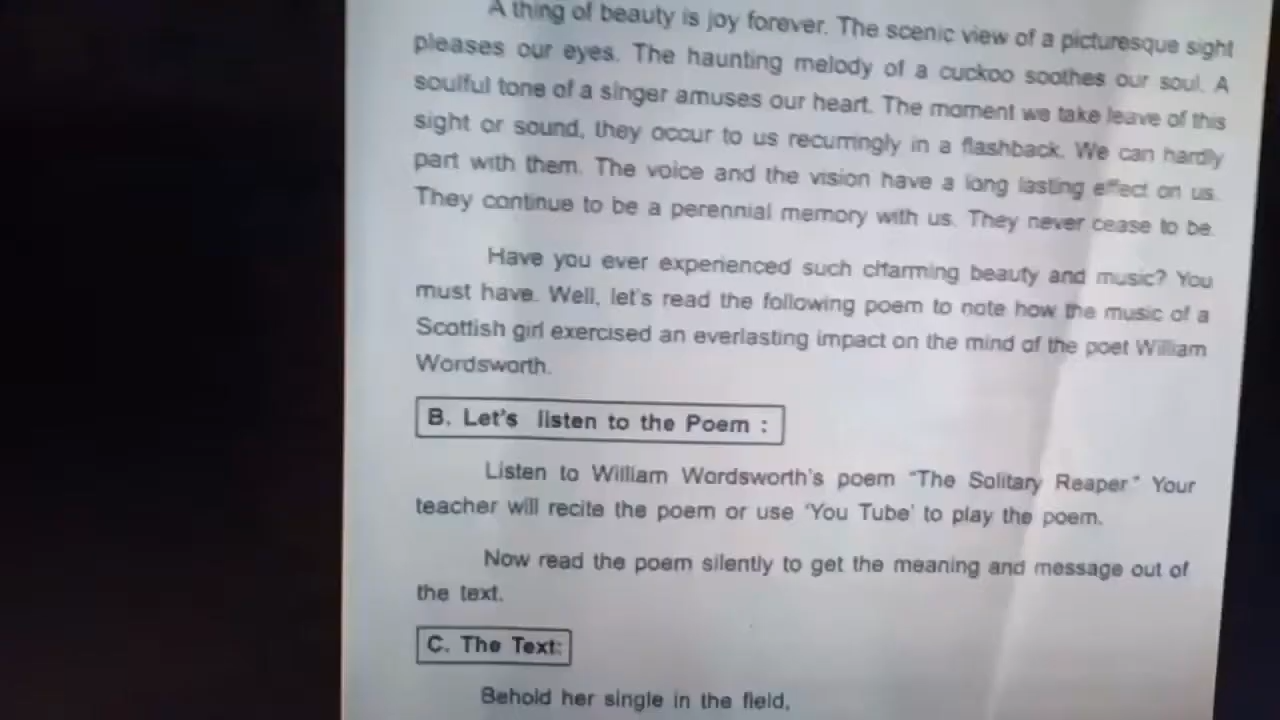 A thing of beauty is joy forever. The scenic view of a picturesque sight
pleases our eyes. The haunting melody of a cuckoo soothes our soul. A
soulful tone of a singer amuses our heart. The moment we take leave of this
sight or sound, they occur to us recurringly in a flashback. We can hardly
part with them. The voice and the vision have a long lasting effect on us.
They continue to be a perennial memory with us. They never cease to be.
Have you ever experienced such charming beauty and music? You
must have. Well, let's read the following poem to note how the music of a
Scottish girl exercised an everlasting impact on the mind of the poet William
Wordsworth.
B. Let's listen to the Poem :
Listen to William Wordsworth's poem "The Solitary Reaper" Your
teacher will recite the poem or use 'You Tube' to play the poem.
Now read the poem silently to get the meaning and message out of
the text.
C. The Text:
Behold her single in the field,